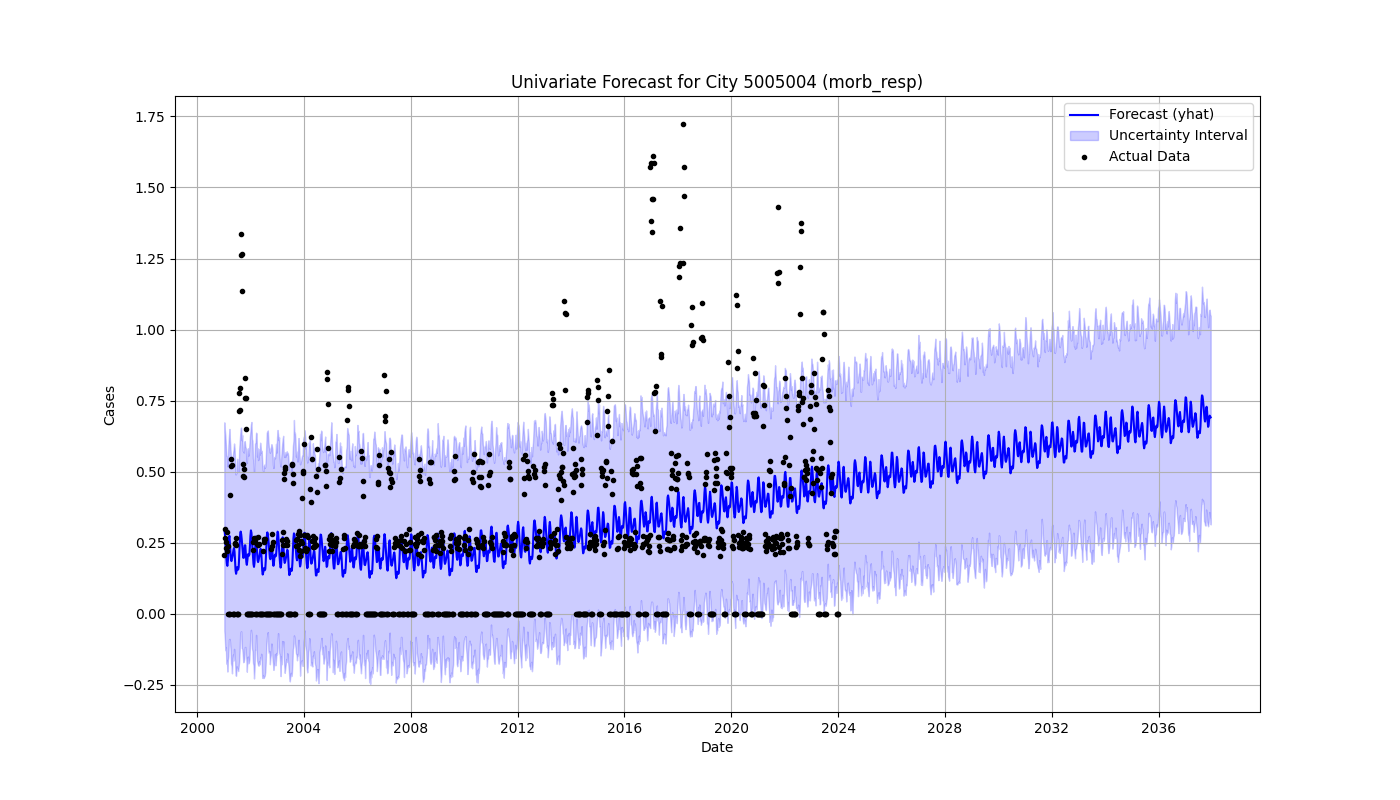 Univariate Forecast for City 5005004 (morb_resp)
Forecast (yhat)
Uncertainty Interval
Actual Data
Cases
1.75
1.50
1.25
1.00
0.75
0.50
0.25
0.00
−0.25
2000 2004 2008 2012 2016 2020 2024 2028 2032 2036
Date